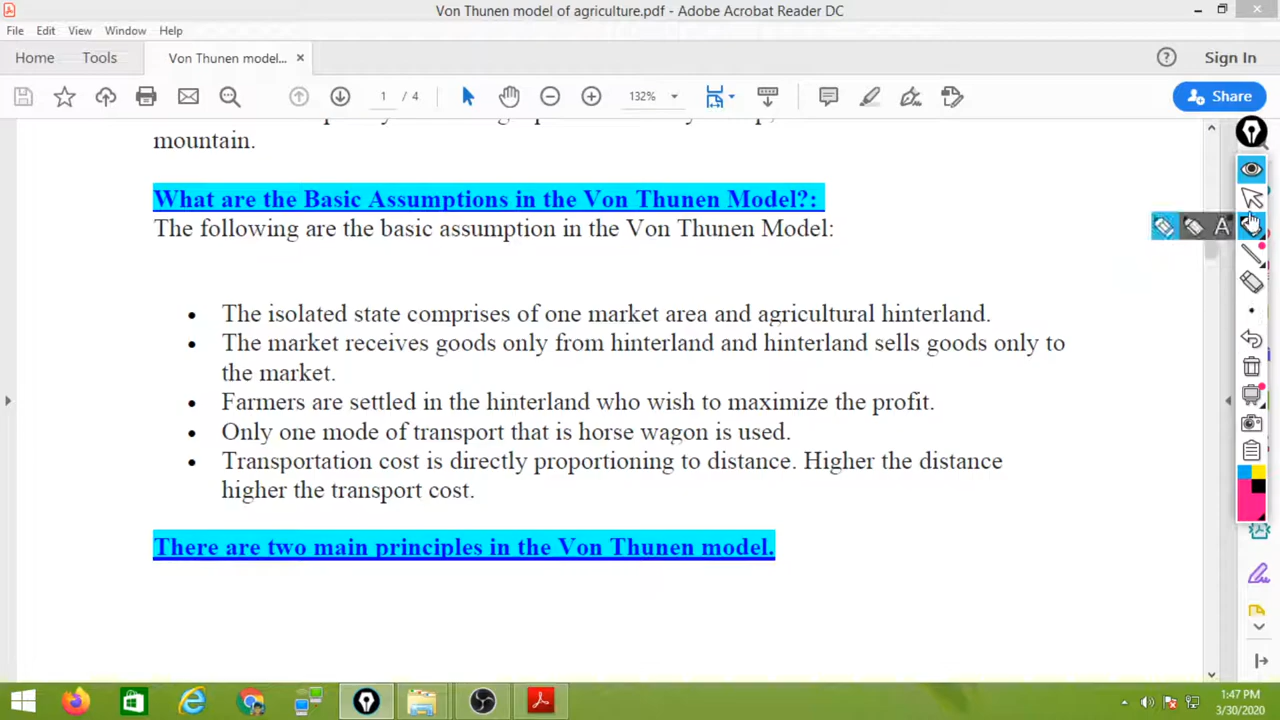 Von Thunen model of agriculture.pdf - Adobe Acrobat Reader DC
File Edit View Window Help
Home Tools Von Thunen model... × Sign In
1 / 4 132% Share
mountain.
What are the Basic Assumptions in the Von Thunen Model?:
The following are the basic assumption in the Von Thunen Model:
A
• The isolated state comprises of one market area and agricultural hinterland.
• The market receives goods only from hinterland and hinterland sells goods only to
the market.
• Farmers are settled in the hinterland who wish to maximize the profit.
• Only one mode of transport that is horse wagon is used.
• Transportation cost is directly proportioning to distance. Higher the distance
higher the transport cost.
There are two main principles in the Von Thunen model.
1:47 PM
3/30/2020